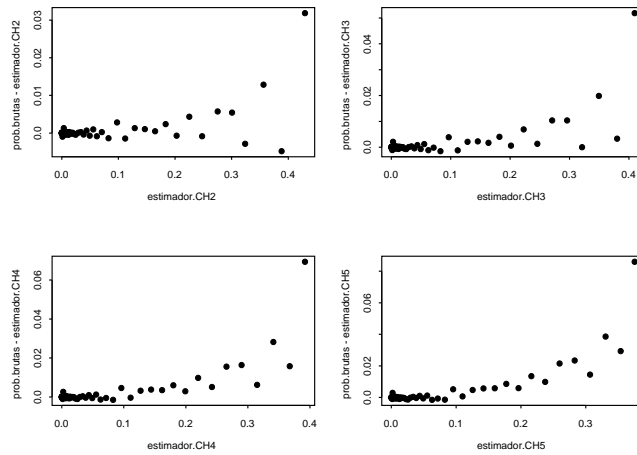 prob.brutas - estimador.CH2
0.03
0.02
0.01
0.0
0.0 0.1 0.2 0.3 0.4
estimador.CH2
prob.brutas - estimador.CH3
0.04
0.02
0.00
0.0 0.1 0.2 0.3 0.4
estimador.CH3
prob.brutas - estimador.CH4
0.06
0.04
0.02
0.0
0.0 0.1 0.2 0.3 0.4
estimador.CH4
prob.brutas - estimador.CH5
0.06
0.04
0.02
0.0
0.0 0.1 0.2 0.3
estimador.CH5